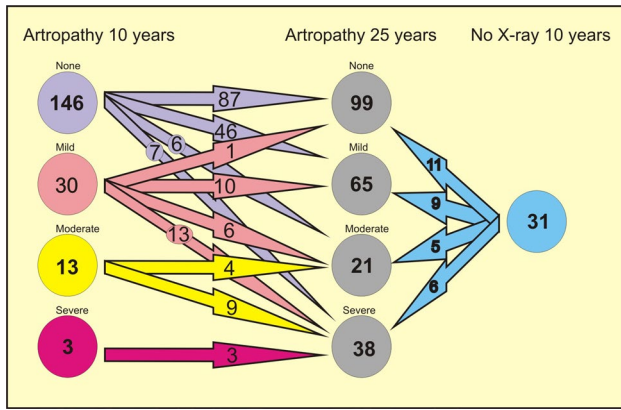 Artropathy 10 years
Artropathy 25 years
No X-ray 10 years
None
146
Mild
30
Moderate
13
Severe
3
87
46
6
7
1
10
6
13
4
9
3
None
99
Mild
65
Moderate
21
Severe
38
11
9
5
6
31